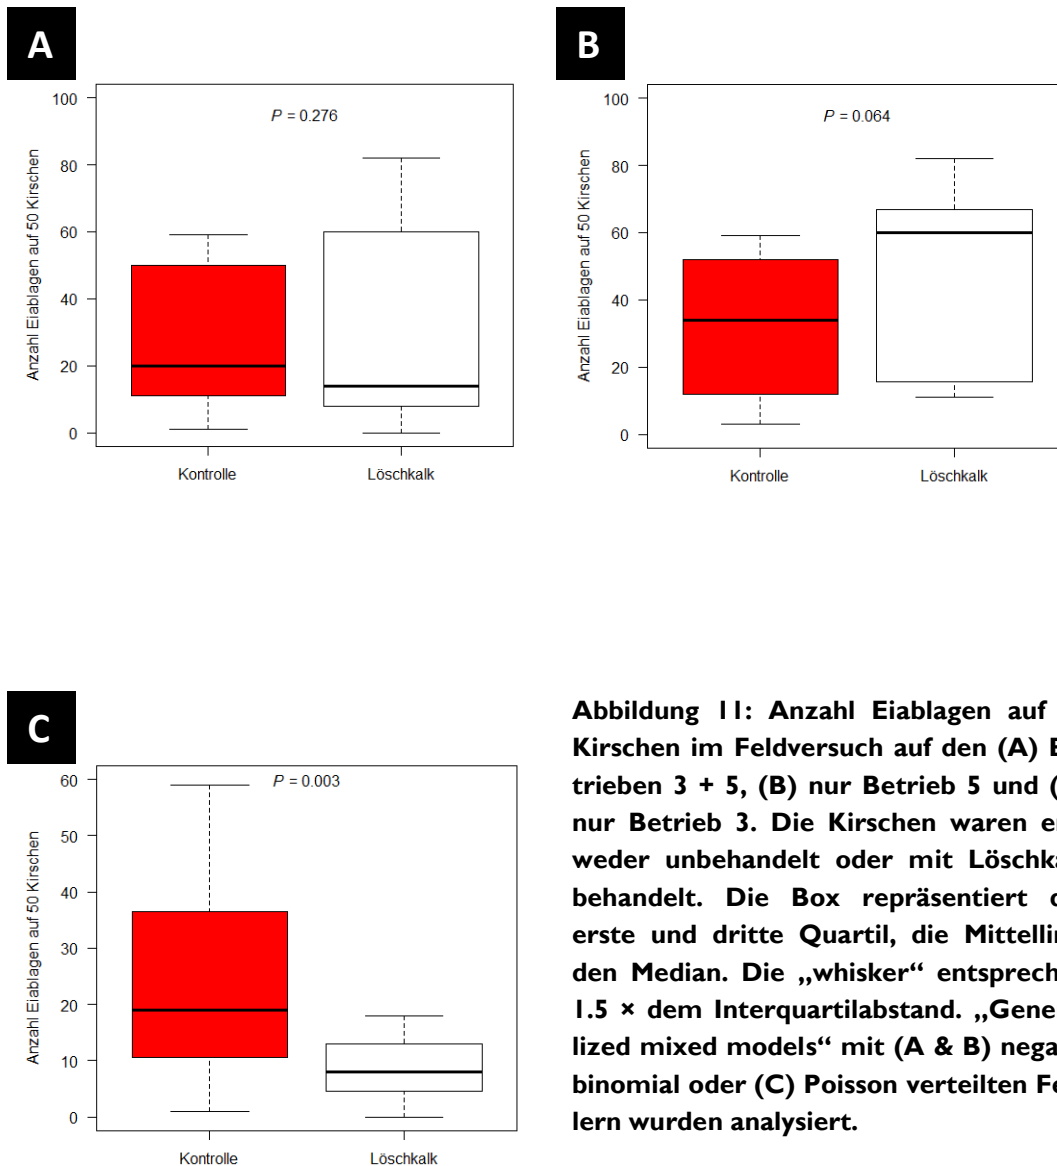 A
100
80
60
40
20
0
Anzahl Eiablagen auf 50 Kirschen
P = 0.276
Kontrolle
Löschkalk
B
100
80
60
40
20
0
Anzahl Eiablagen auf 50 Kirschen
P = 0.064
Kontrolle
Löschkalk
C
60
50
40
30
20
10
0
Anzahl Eiablagen auf 50 Kirschen
P = 0.003
Kontrolle
Löschkalk
Abbildung 11: Anzahl Eiablagen auf
Kirschen im Feldversuch auf den (A)
trieben 3 + 5, (B) nur Betrieb 5 und (
nur Betrieb 3. Die Kirschen waren en
weder unbehandelt oder mit Löschka
behandelt. Die Box repräsentiert
erste und dritte Quartil, die Mittellin
den Median. Die „whisker“ entsprech
1.5 × dem Interquartilabstand. „Gene
lized mixed models“ mit (A & B) nega
binomial oder (C) Poisson verteilten Fe
lern wurden analysiert.